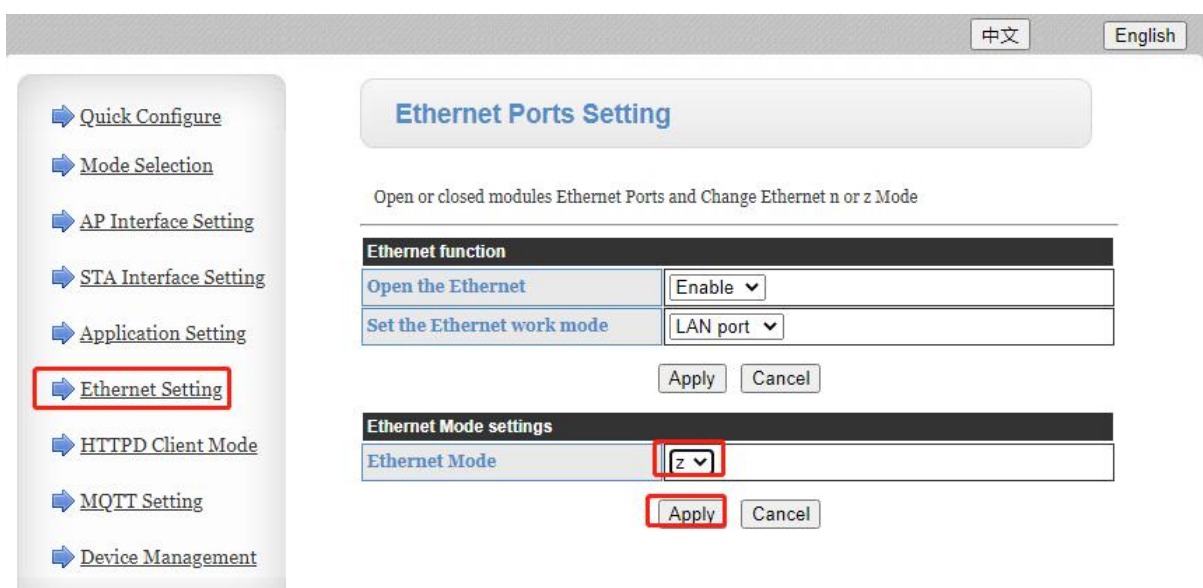 中文 English
Quick Configure
Mode Selection
AP Interface Setting
STA Interface Setting
Application Setting
Ethernet Setting
HTTPD Client Mode
MQTT Setting
Device Management
Ethernet Ports Setting
Open or closed modules Ethernet Ports and Change Ethernet n or z Mode
Ethernet function
Open the Ethernet Enable
Set the Ethernet work mode LAN port
Apply Cancel
Ethernet Mode settings
Ethernet Mode z
Apply Cancel